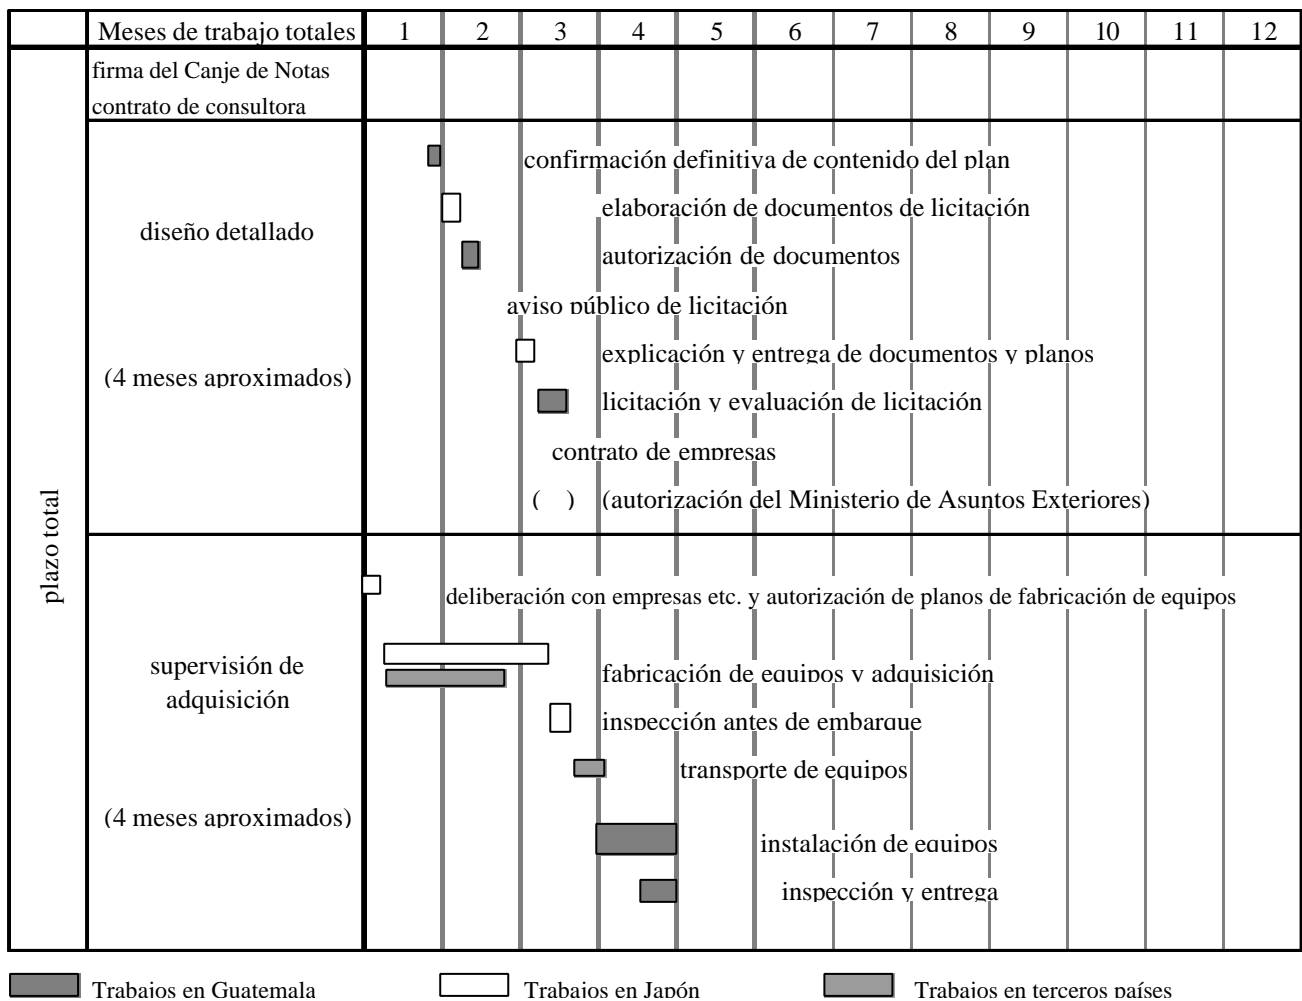 Meses de trabajo totales 1 2 3 4 5 6 7 8 9 10 11 12
plazo total
firma del Canje de Notas
contrato de consultora
diseño detallado
(4 meses aproximados)
confirmación definitiva de contenido del plan
elaboración de documentos de licitación
autorización de documentos
aviso público de licitación
explicación y entrega de documentos y planos
licitación y evaluación de licitación
contrato de empresas
( ) (autorización del Ministerio de Asuntos Exteriores)
supervisión de
adquisición
(4 meses aproximados)
deliberación con empresas etc. y autorización de planos de fabricación de equipos
fabricación de equipos y adquisición
inspección antes de embarque
transporte de equipos
instalación de equipos
inspección y entrega
Trabajos en Guatemala
Trabajos en Japón
Trabajos en terceros países